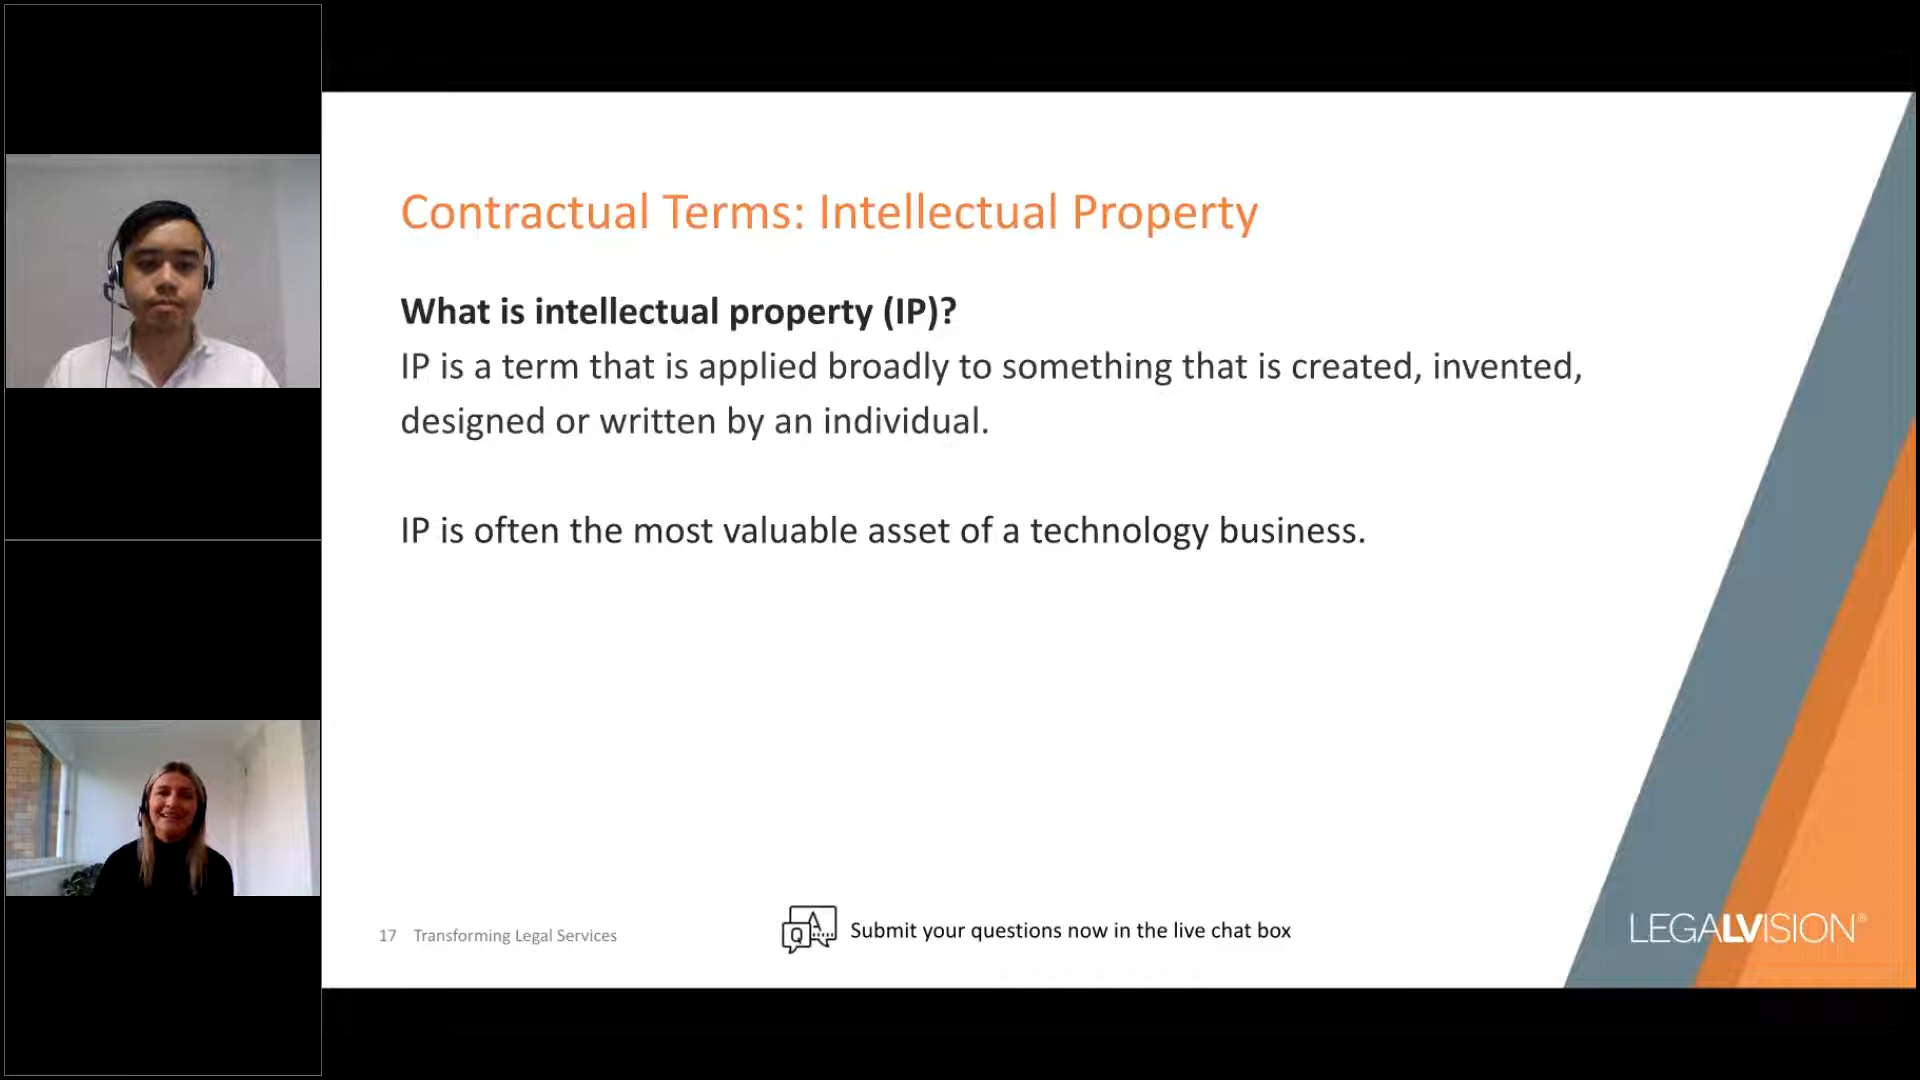 Contractual Terms: Intellectual Property
What is intellectual property (IP)?
IP is a term that is applied broadly to something that is created, invented,
designed or written by an individual.
IP is often the most valuable asset of a technology business.
17 Transforming Legal Services
Q A
Submit your questions now in the live chat box
LEGALVISION®